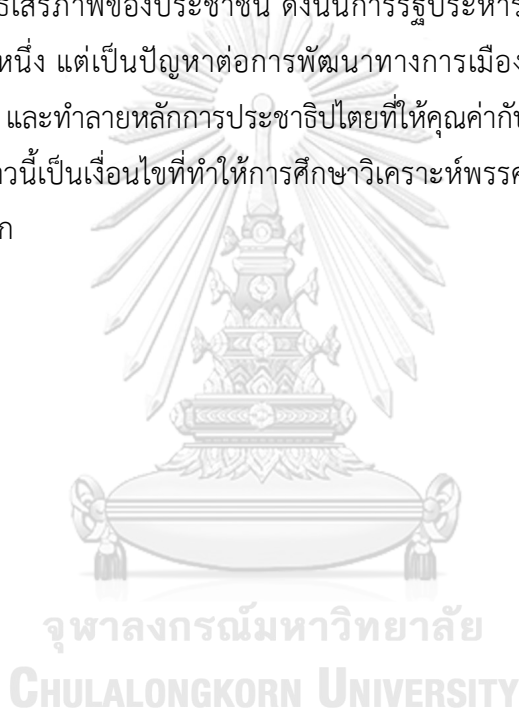 ธิเสรีภาพของประชาชน ดังนั้นการรัฐประหาร
หนึ่ง แต่เป็นปัญหาต่อการพัฒนาทางการเมือง
และทำลายหลักการประชาธิปไตยที่ให้คุณค่ากับ
าวนี้เป็นเงื่อนไขที่ทำให้การศึกษาวิเคราะห์พรรค
ก
จุฬาลงกรณ์มหาวิทยาลัย
CHULALONGKORN UNIVERSITY